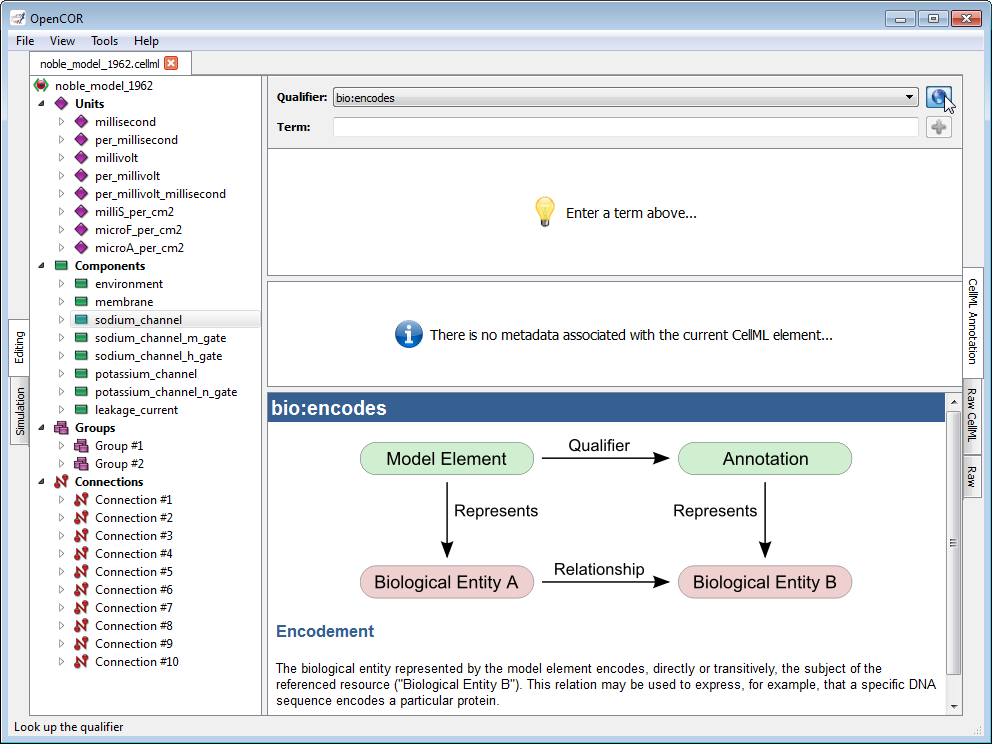 OpenCOR
File View Tools Help
noble_model_1962.cellml
Editing
Simulation
noble_model_1962
Units
millisecond
per_millisecond
millivolt
per_millivolt
per_millivolt_millisecond
milliS_per_cm2
microF_per_cm2
microA_per_cm2
Components
environment
membrane
sodium_channel
sodium_channel_m_gate
sodium_channel_h_gate
potassium_channel
potassium_channel_n_gate
leakage_current
Groups
Group #1
Group #2
Connections
Connection #1
Connection #2
Connection #3
Connection #4
Connection #5
Connection #6
Connection #7
Connection #8
Connection #9
Connection #10
Qualifier: bio:encodes
Term:
Enter a term above...
There is no metadata associated with the current CellML element...
bio:encodes
Model Element
Qualifier
Annotation
Represents
Represents
Biological Entity A
Relationship
Biological Entity B
Encodement
The biological entity represented by the model element encodes, directly or transitively, the subject of the
referenced resource ("Biological Entity B"). This relation may be used to express, for example, that a specific DNA
sequence encodes a particular protein.
CellML Annotation
Raw CellML
Raw
Look up the qualifier